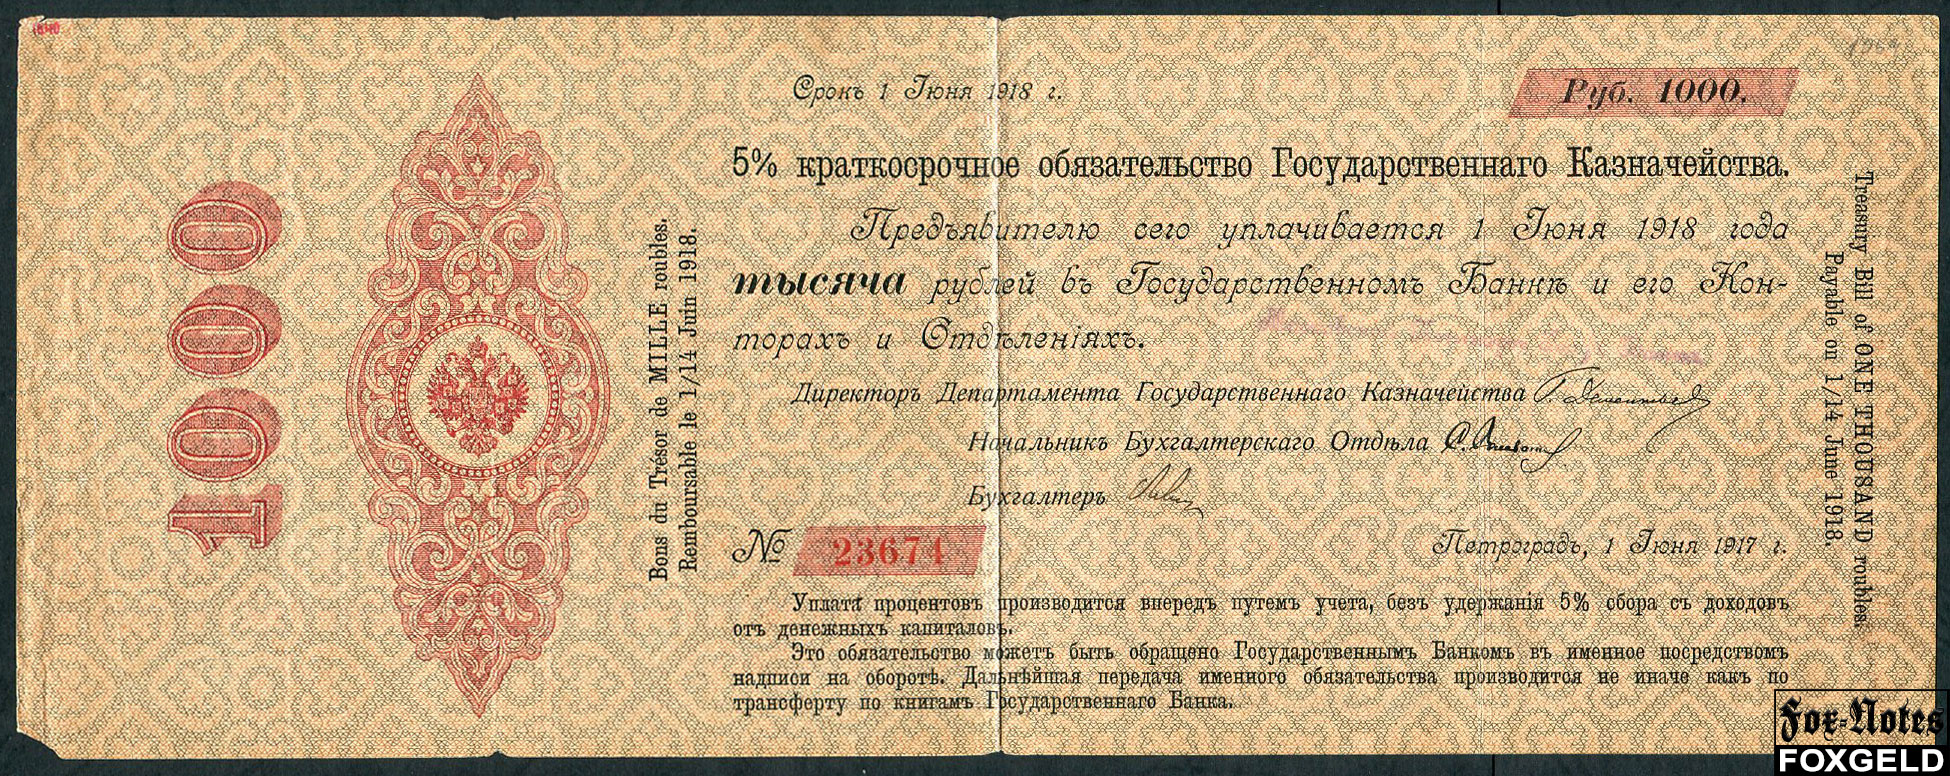 Срокъ 1 Іюня 1918 г.
Руб. 1000.
5% краткосрочное обязательство Государственнаго Казначейства.
Предъявителю сего уплачивается 1 Іюня 1918 года
тысяча рублей въ Государственномъ Банкѣ и его Кон-
торахъ и Отдѣленіяхъ.
Директоръ Департамента Государственнаго Казначейства
Начальникъ Бухгалтерскаго Отдѣла
Бухгалтеръ
№ 23674
Петроградъ, 1 Іюня 1917 г.
Уплата процентовъ производится впередъ путемъ учета, безъ удержанія 5% сбора съ доходовъ
отъ денежныхъ капиталовъ.
Это обязательство можетъ быть обращено Государственнымъ Банкомъ въ именное посредствомъ
надписи на оборотѣ. Дальнѣйшая передача именного обязательства производится не иначе какъ по
трансферту по книгамъ Государственнаго Банка.
1000
Bons du Trésor de MILLE roubles.
Remboursable le 1/14 Juin 1918.
Treasury Bill of ONE THOUSAND roubles.
Payable on 1/14 June 1918.
Fox-Notes
FOXGELD